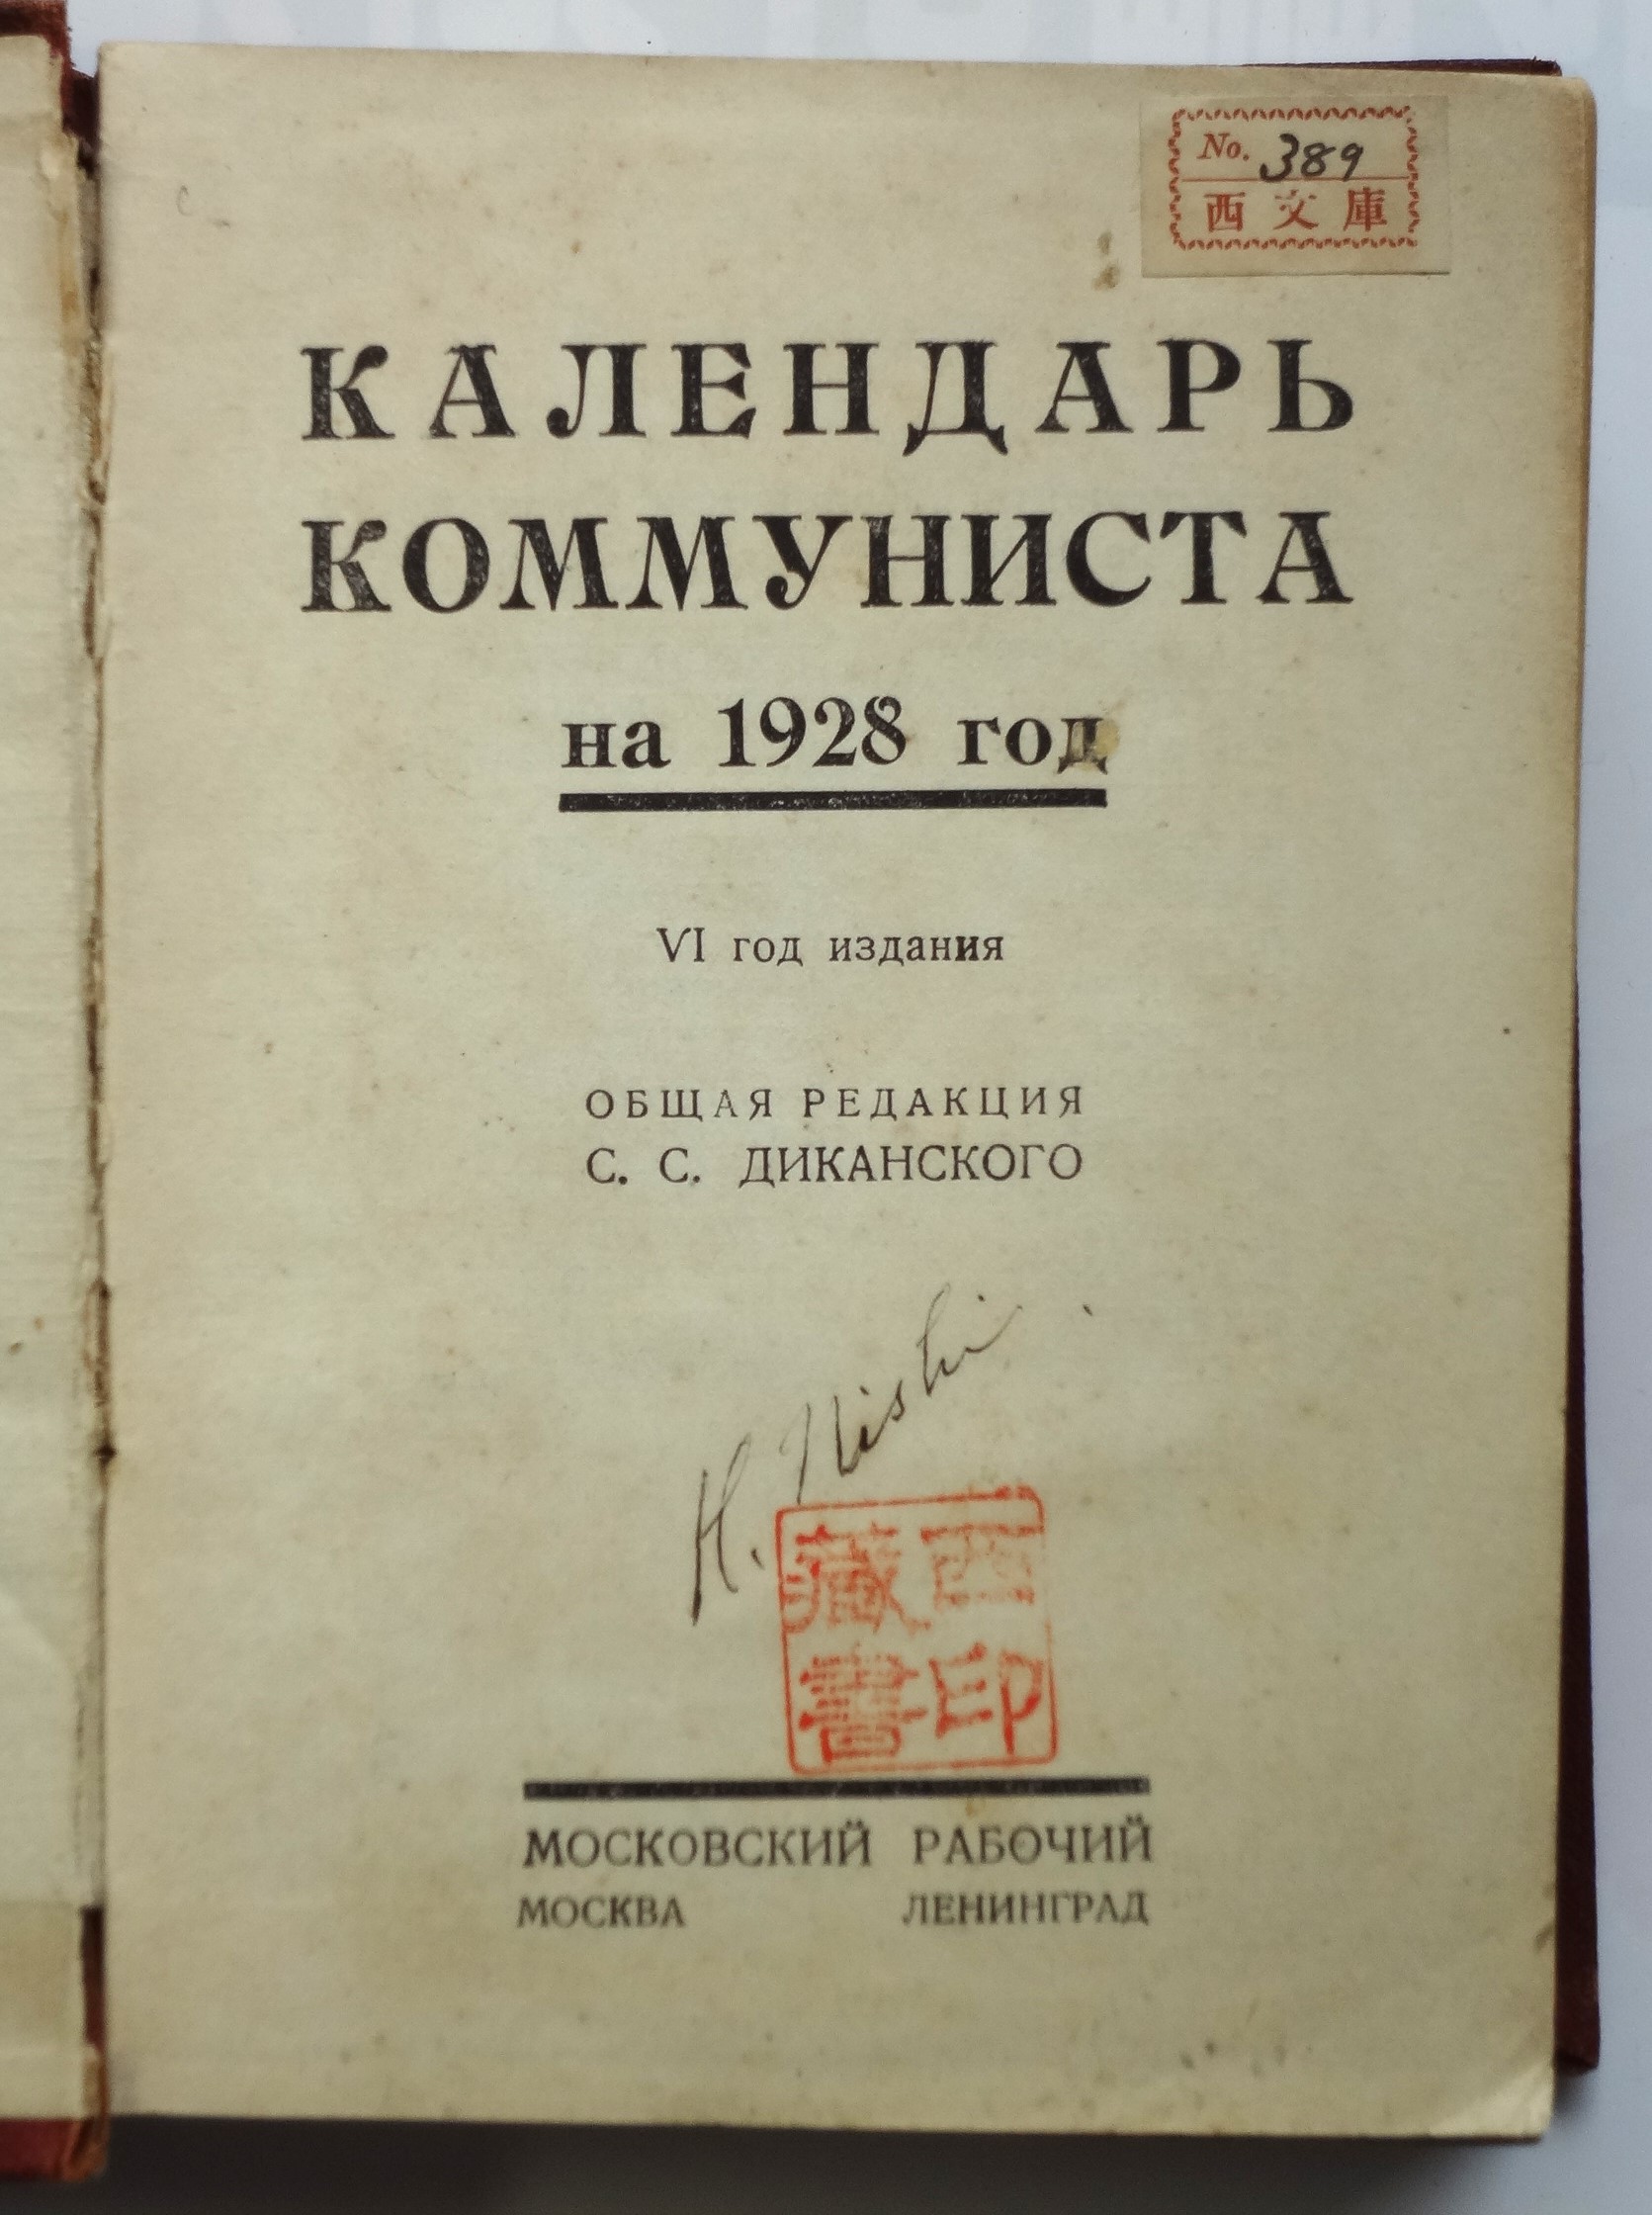 No. 389
西文庫
КАЛЕНДАРЬ
КОММУНИСТА
на 1928 год
VI год издания
ОБЩАЯ РЕДАКЦИЯ
С. С. ДИКАНСКОГО
H. Nishi
西印
藏書
МОСКОВСКИЙ РАБОЧИЙ
МОСКВА ЛЕНИНГРАД